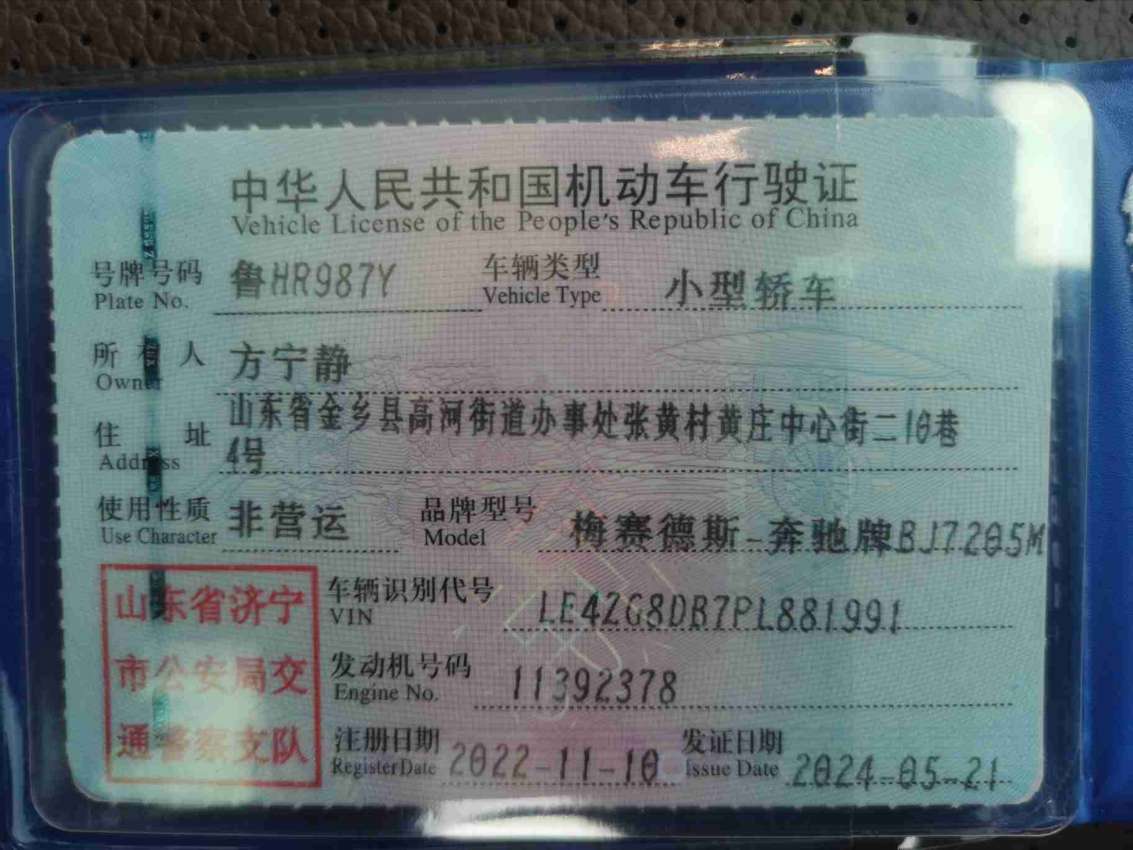 中华人民共和国机动车行驶证
Vehicle License of the People's Republic of China
号牌号码 鲁HR987Y 车辆类型 小型轿车
Plate No. Vehicle Type
所有人 方宁静
Owner
住址 山东省金乡县高河街道办事处张黄村黄庄中心街二10巷
Address 4号
使用性质 非营运 品牌型号 梅赛德斯-奔驰牌BJ7205M
Use Character Model
山东省济宁 车辆识别代号 LE4ZG8DB7PL881991
VIN
市公安局交 发动机号码 11392378
Engine No.
通警察支队 注册日期 2022-11-10 发证日期 2024-05-21
Register Date Issue Date